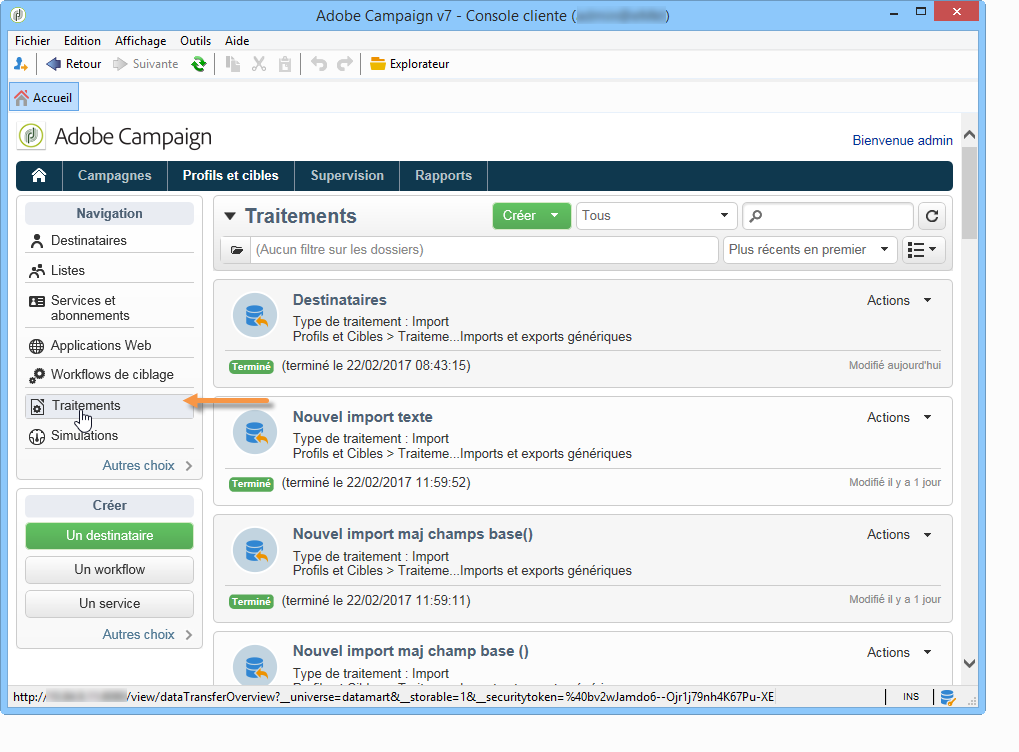 Adobe Campaign v7 - Console cliente ( )
Fichier Edition Affichage Outils Aide
Retour Suivante Explorateur
Accueil
Adobe Campaign
Bienvenue admin
Campagnes Profils et cibles Supervision Rapports
Navigation
Destinataires
Listes
Services et
abonnements
Applications Web
Workflows de ciblage
Traitements
Simulations
Autres choix
Créer
Un destinataire
Un workflow
Un service
Autres choix
Traitements Créer Tous
(Aucun filtre sur les dossiers) Plus récents en premier
Destinataires Actions
Type de traitement : Import
Profils et Cibles > Traiteme...Imports et exports génériques
Terminé (terminé le 22/02/2017 08:43:15) Modifié aujourd'hui
Nouvel import texte Actions
Type de traitement : Import
Profils et Cibles > Traiteme...Imports et exports génériques
Terminé (terminé le 22/02/2017 11:59:52) Modifié il y a 1 jour
Nouvel import maj champs base() Actions
Type de traitement : Import
Profils et Cibles > Traiteme...Imports et exports génériques
Terminé (terminé le 22/02/2017 11:59:11) Modifié il y a 1 jour
Nouvel import maj champ base () Actions
Type de traitement : Import
http:// /view/dataTransferOverview?__universe=datamart&__storable=1&__securitytoken=%40bv2wJamdo6--Ojr1j79nh4K67Pu-XE INS